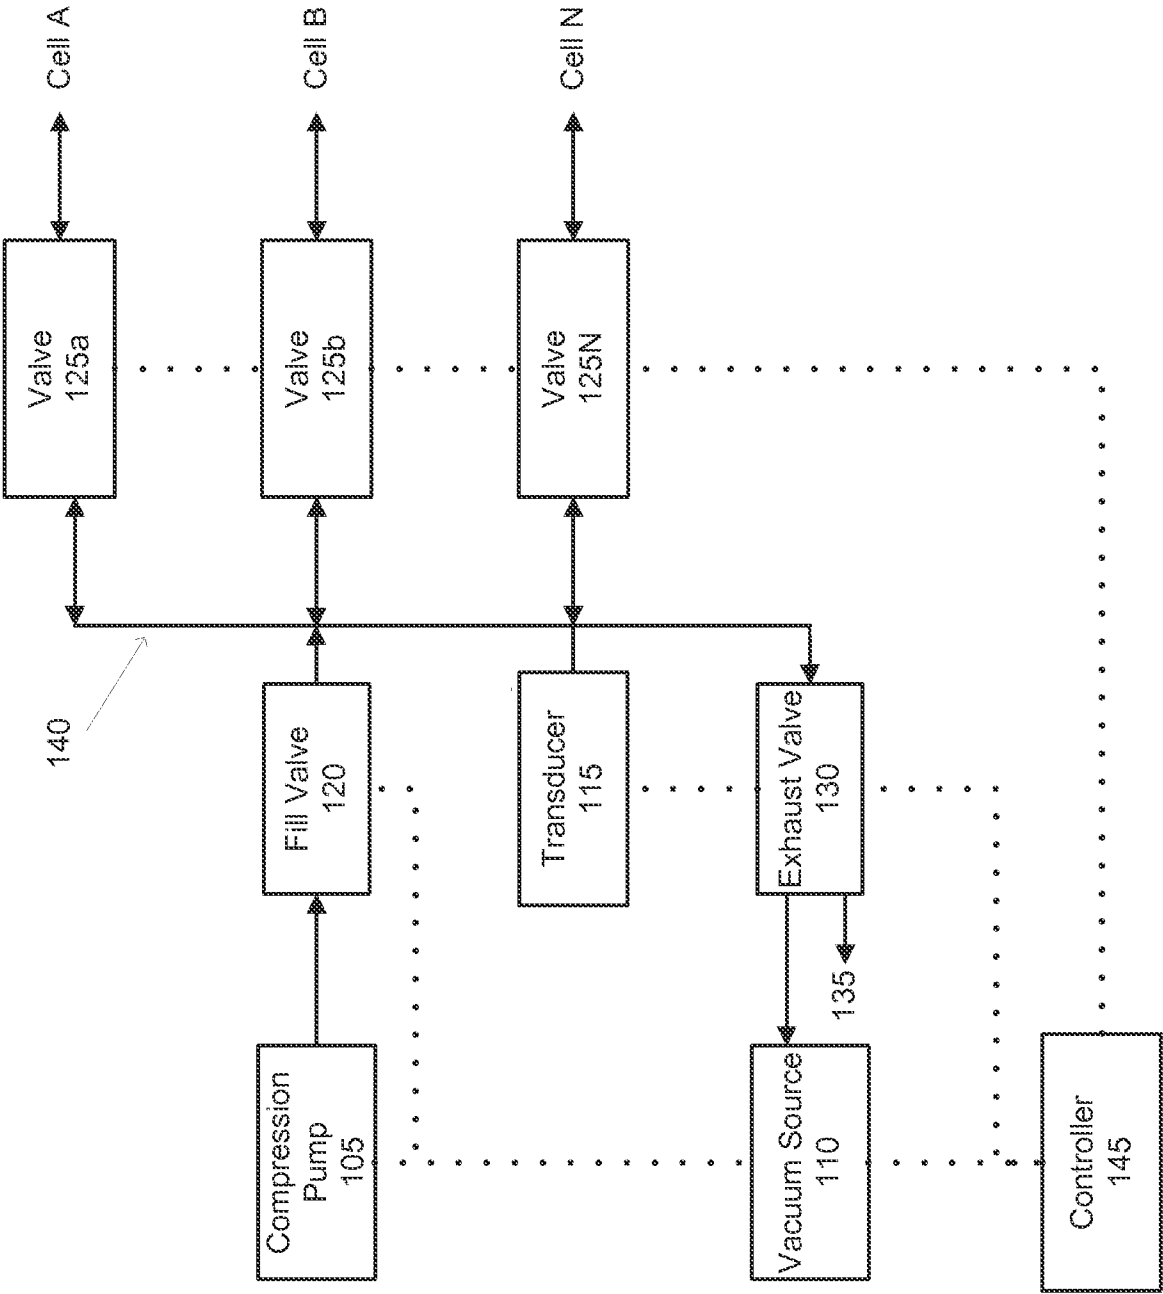 Cell A
Cell B
Cell N
Valve
125a
Valve
125b
Valve
125N
140
Fill Valve
120
Transducer
115
Exhaust Valve
130
135
Compression
Pump
105
Vacuum Source
110
Controller
145